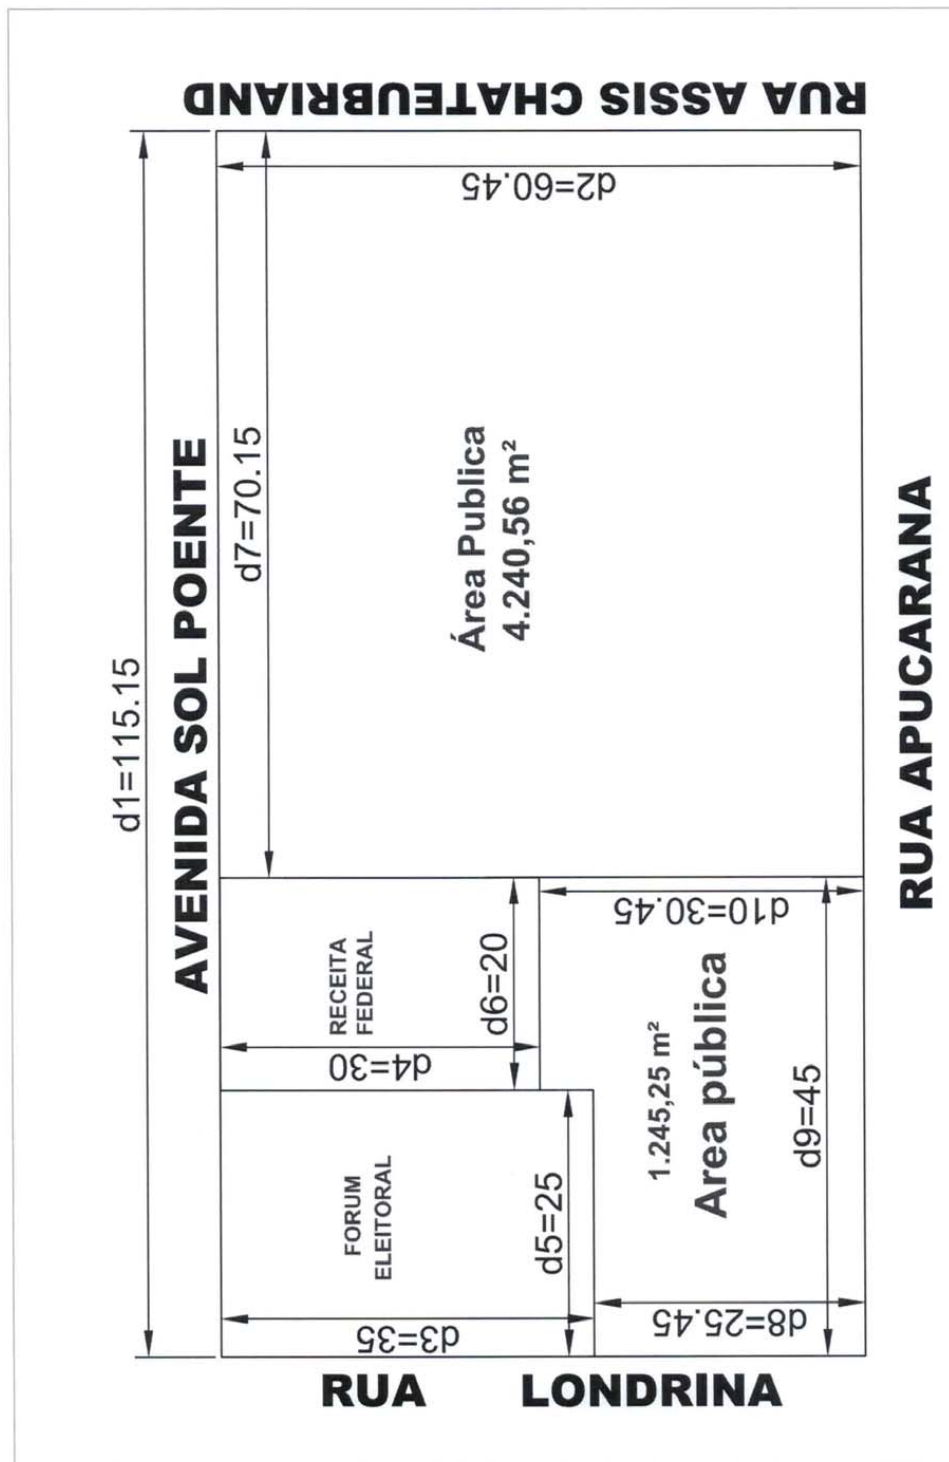 RUA ASSIS CHATEUBRIAND
d1=115.15
AVENIDA SOL POENTE
d7=70.15
d2=60.45
Área Publica
4.240,56 m²
RUA APUCARANA
RECEITA
FEDERAL
d4=30
d6=20
d10=30.45
FORUM
ELEITORAL
d3=35
d5=25
1.245,25 m²
Area pública
d9=45
d8=25.45
RUA LONDRINA